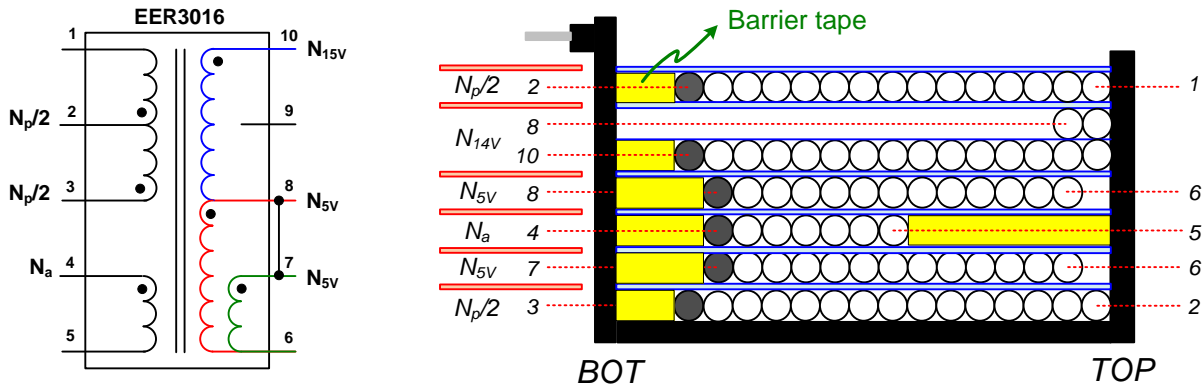 EER3016
1
10
N15V
2
Np/2
9
3
Np/2
8
N5V
4
Na
7
N5V
5
6
Barrier tape
Np/2 2 1
N14V 8
10
N5V 8 6
Na 4 5
N5V 7 6
Np/2 3 2
BOT TOP